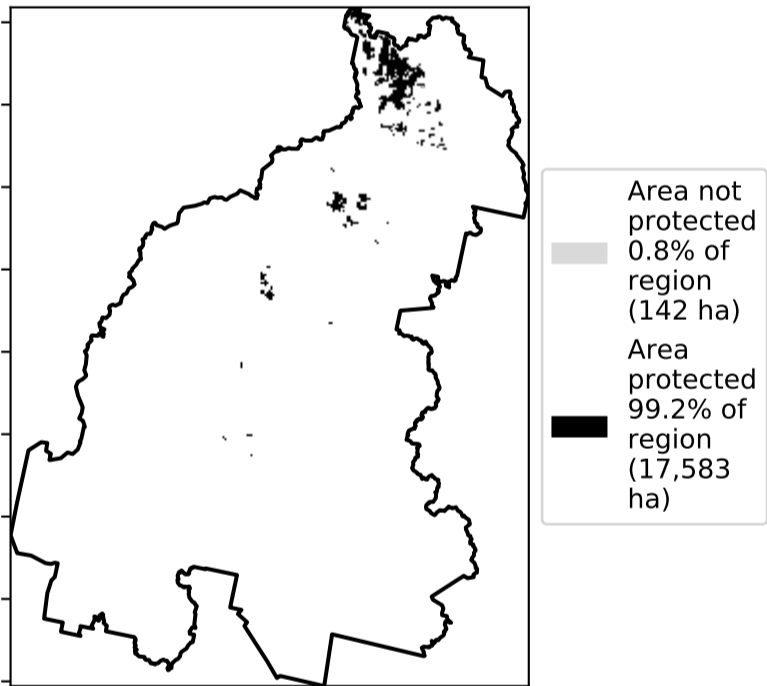 Area not
protected
0.8% of
region
(142 ha)
Area
protected
99.2% of
region
(17,583
ha)